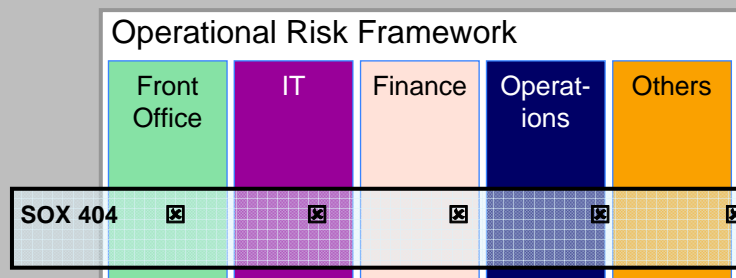 Operational Risk Framework
Front
Office
IT
Finance
Operat-
ions
Others
SOX 404